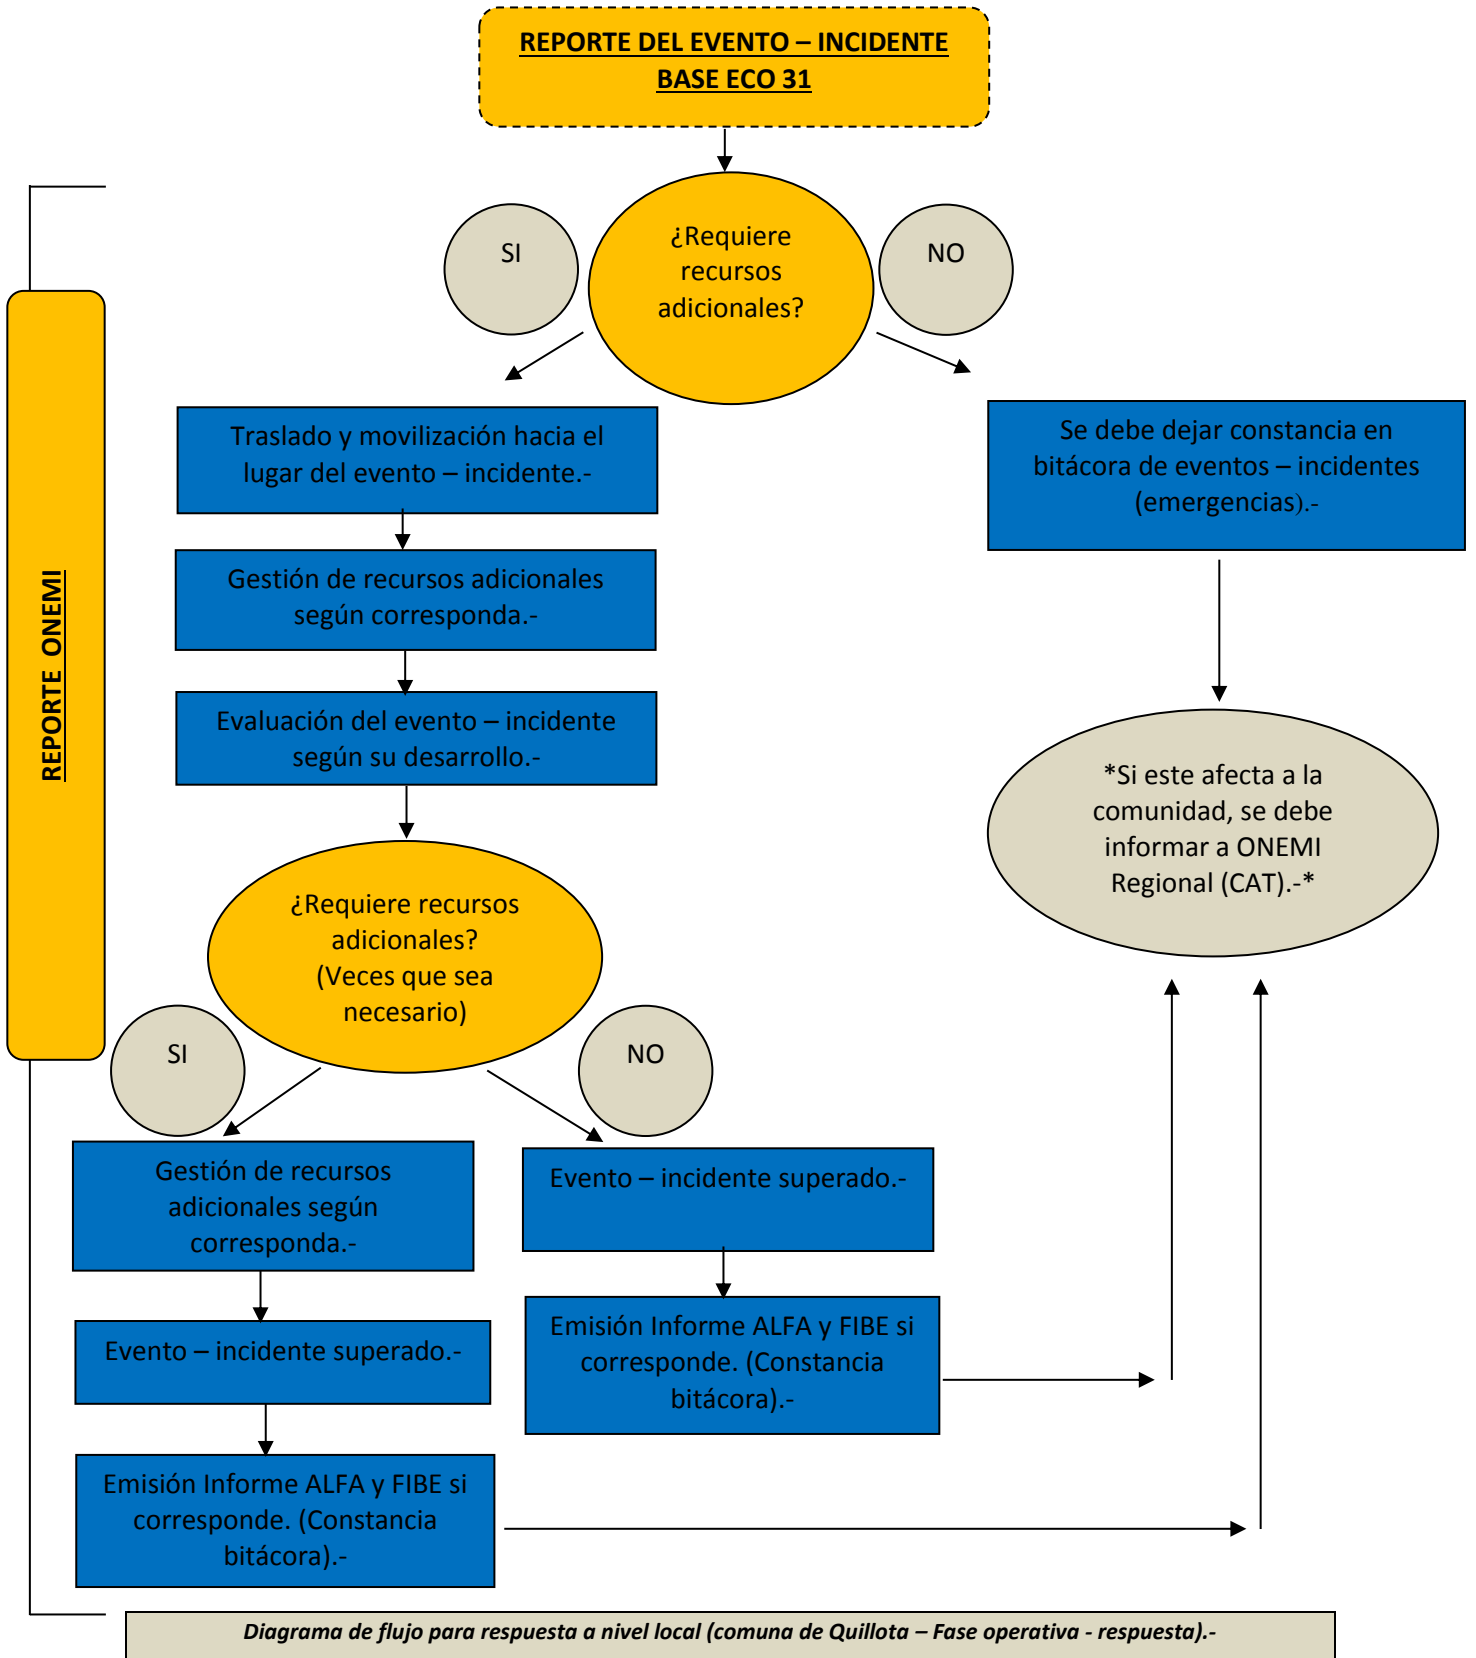 REPORTE DEL EVENTO – INCIDENTE
BASE ECO 31
¿Requiere
recursos
adicionales?
SI
NO
Traslado y movilización hacia el
lugar del evento – incidente.-
Se debe dejar constancia en
bitácora de eventos – incidentes
(emergencias).-
Gestión de recursos adicionales
según corresponda.-
REPORTE ONEMI
Evaluación del evento – incidente
según su desarrollo.-
*Si este afecta a la
comunidad, se debe
informar a ONEMI
Regional (CAT).-*
¿Requiere recursos
adicionales?
(Veces que sea
necesario)
SI
NO
Gestión de recursos
adicionales según
corresponda.-
Evento – incidente superado.-
Evento – incidente superado.-
Emisión Informe ALFA y FIBE si
corresponde. (Constancia
bitácora).-
Emisión Informe ALFA y FIBE si
corresponde. (Constancia
bitácora).-
Diagrama de flujo para respuesta a nivel local (comuna de Quillota – Fase operativa - respuesta).-